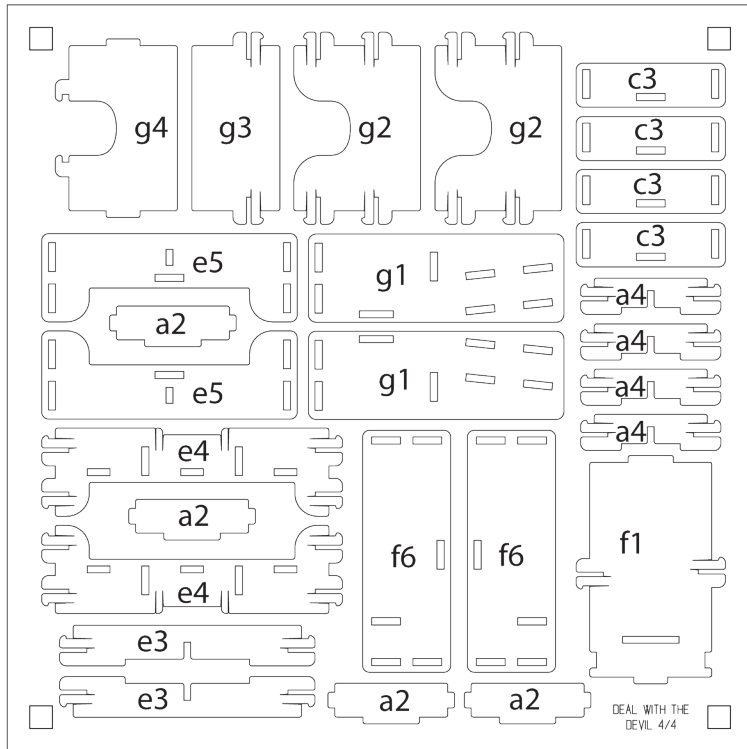 g4 g3 g2 g2
c3
c3
c3
c3
e5 g1
a2
e5 g1
a4
a4
a4
a4
e4
a2
e4
f6 f6 f1
e3
e3
a2 a2
DEAL WITH THE
DEVIL 4/4